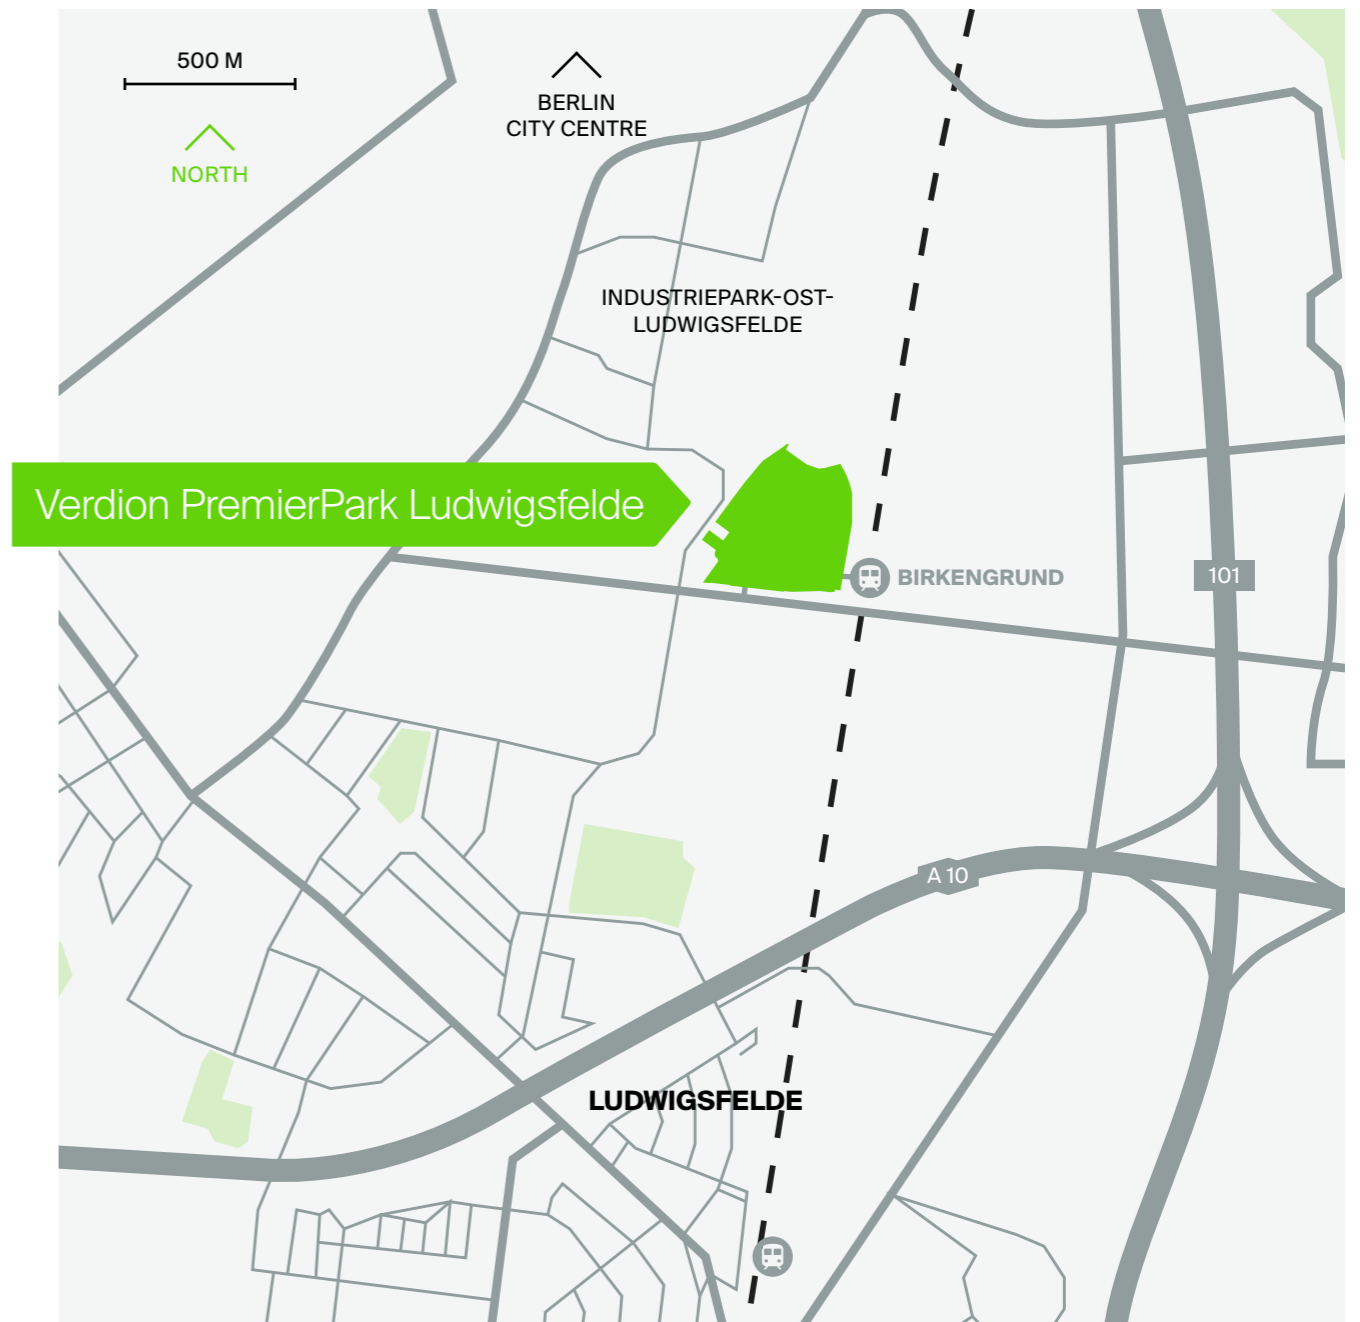 500 M
NORTH
BERLIN
CITY CENTRE
INDUSTRIEPARK-OST-
LUDWIGSFELDE
Verdion PremierPark Ludwigsfelde
BIRKENGRUND
101
A 10
LUDWIGSFELDE